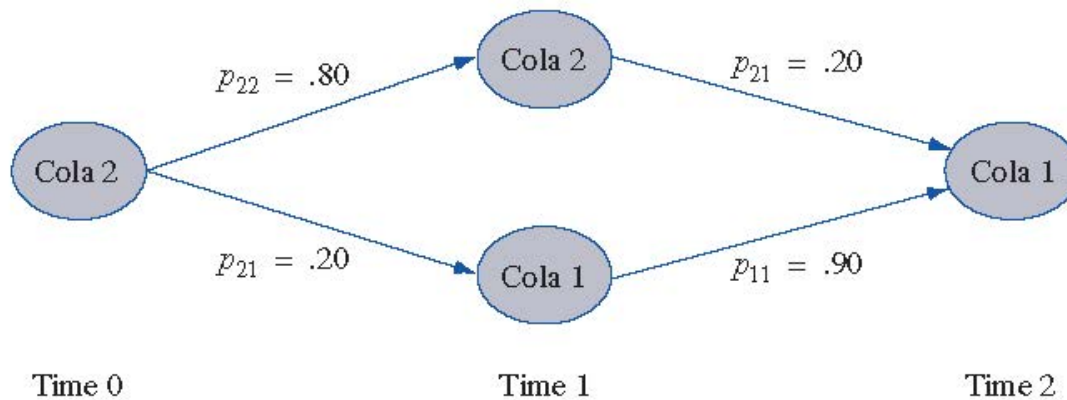 Cola 2
p22 = .80
p21 = .20
Cola 2
Cola 1
p21 = .20
p11 = .90
Cola 1
Time 0
Time 1
Time 2